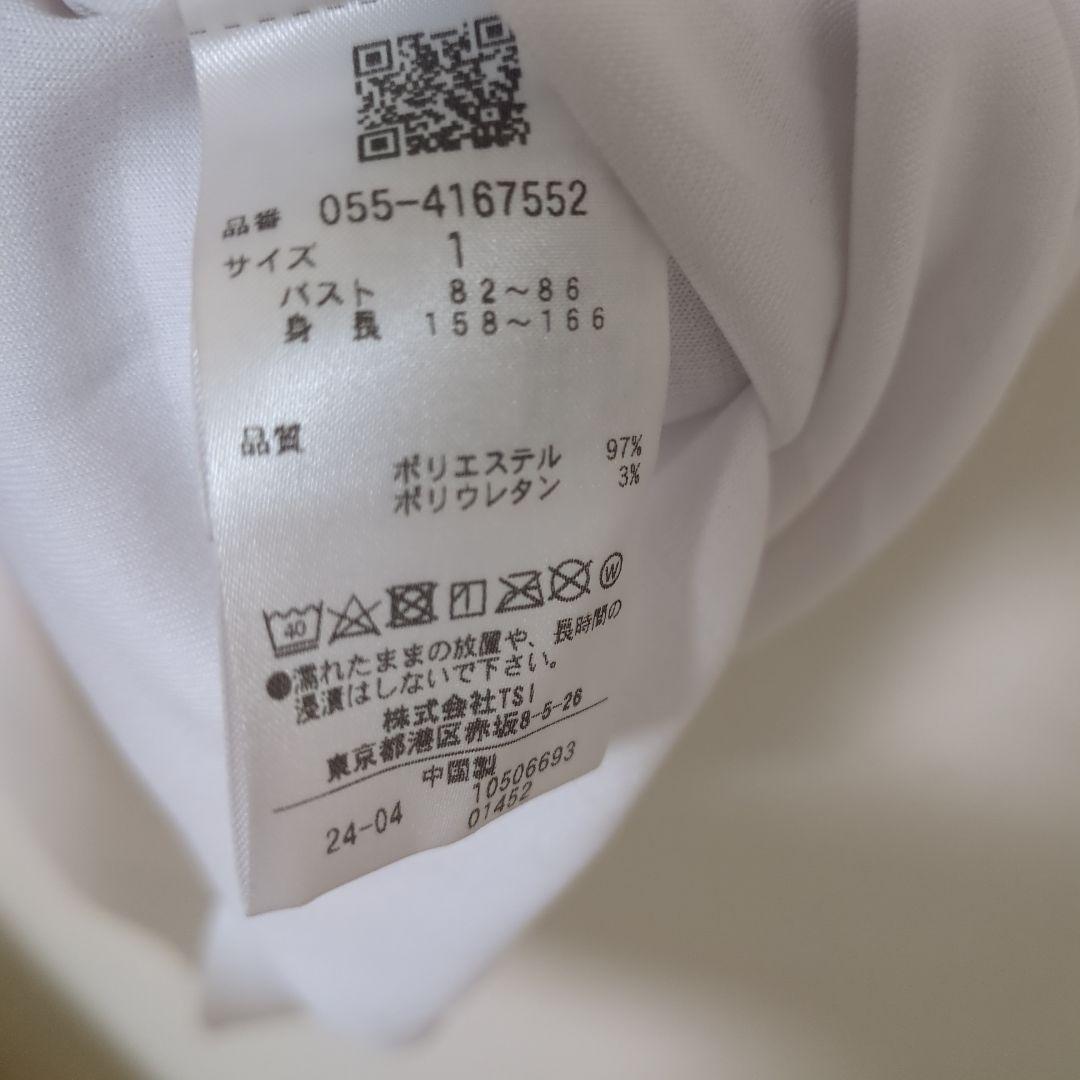 品番 055-4167552
サイズ 1
バスト 82~86
身長 158~166
品質
ポリエステル 97%
ポリウレタン 3%
40 W
●濡れたままの放置や、長時間の
浸漬はしないで下さい。
株式会社TSI
東京都港区赤坂8-5-26
中国製
10506693
24-04 01452